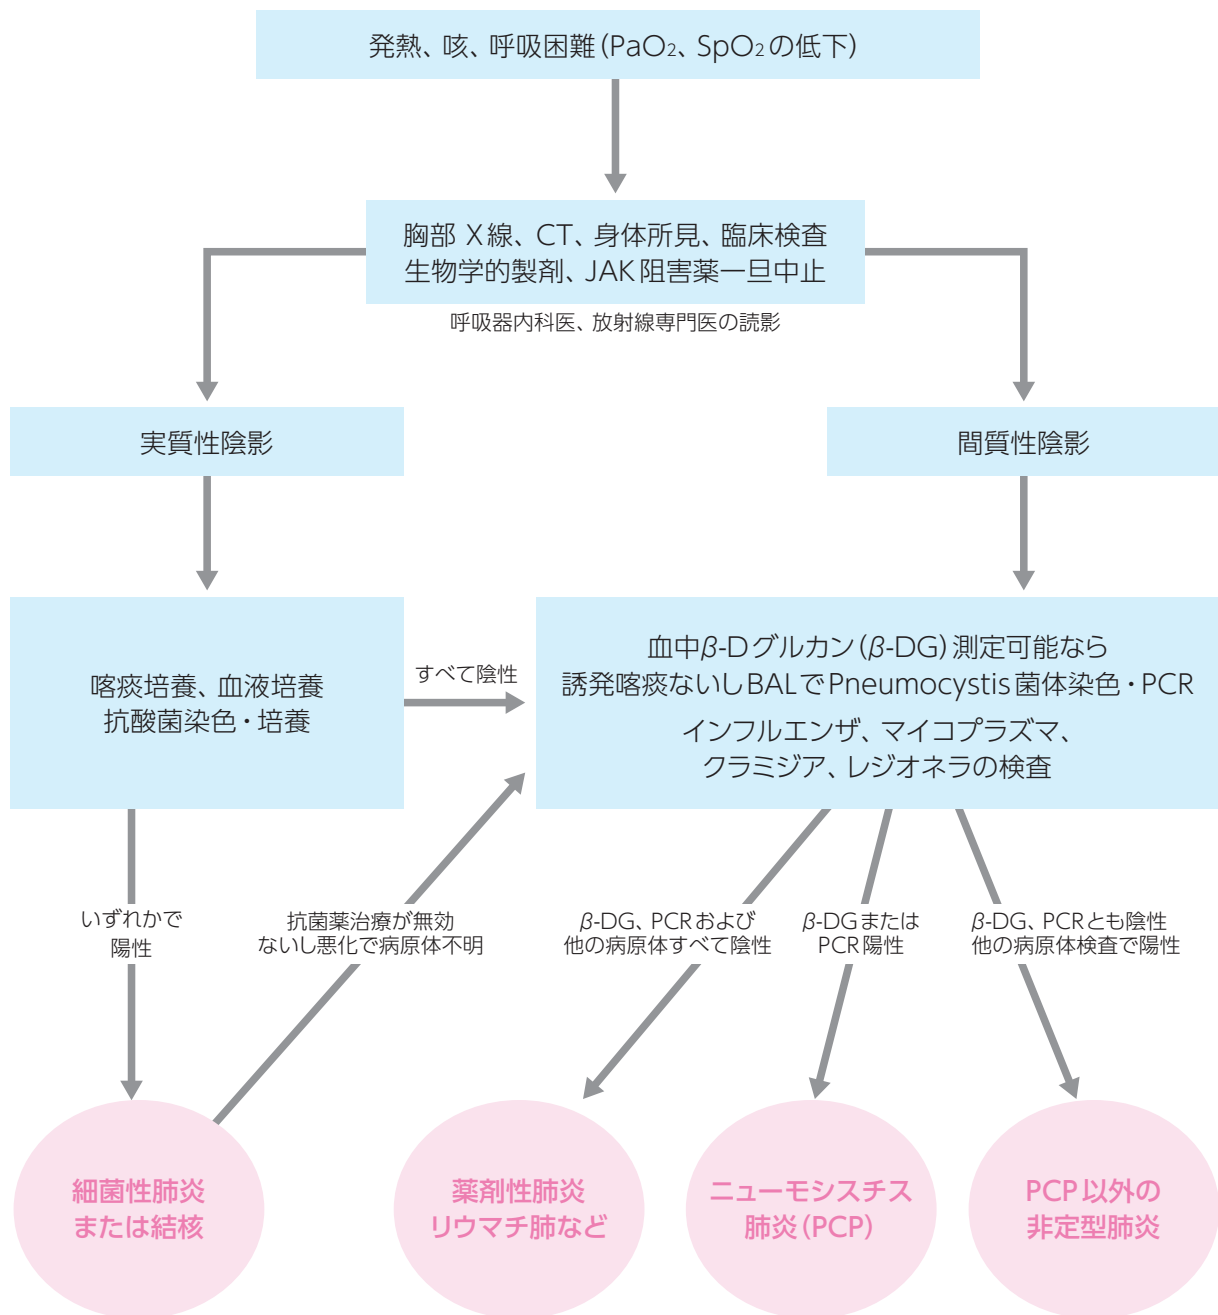 発熱、咳、呼吸困難(PaO₂、SpO₂の低下)
胸部 X線、CT、身体所見、臨床検査
生物学的製剤、JAK阻害薬一旦中止
呼吸器内科医、放射線専門医の読影
実質性陰影
間質性陰影
喀痰培養、血液培養
抗酸菌染色・培養
すべて陰性
血中β-Dグルカン(β-DG)測定可能なら
誘発喀痰ないしBALでPneumocystis菌体染色・PCR
インフルエンザ、マイコプラズマ、
クラミジア、レジオネラの検査
いずれかで
陽性
抗菌薬治療が無効
ないし悪化で病原体不明
β-DG、PCRおよび
他の病原体すべて陰性
β-DGまたは
PCR陽性
β-DG、PCRとも陰性
他の病原体検査で陽性
細菌性肺炎
または結核
薬剤性肺炎
リウマチ肺など
ニューモシスチス
肺炎(PCP)
PCP以外の
非定型肺炎